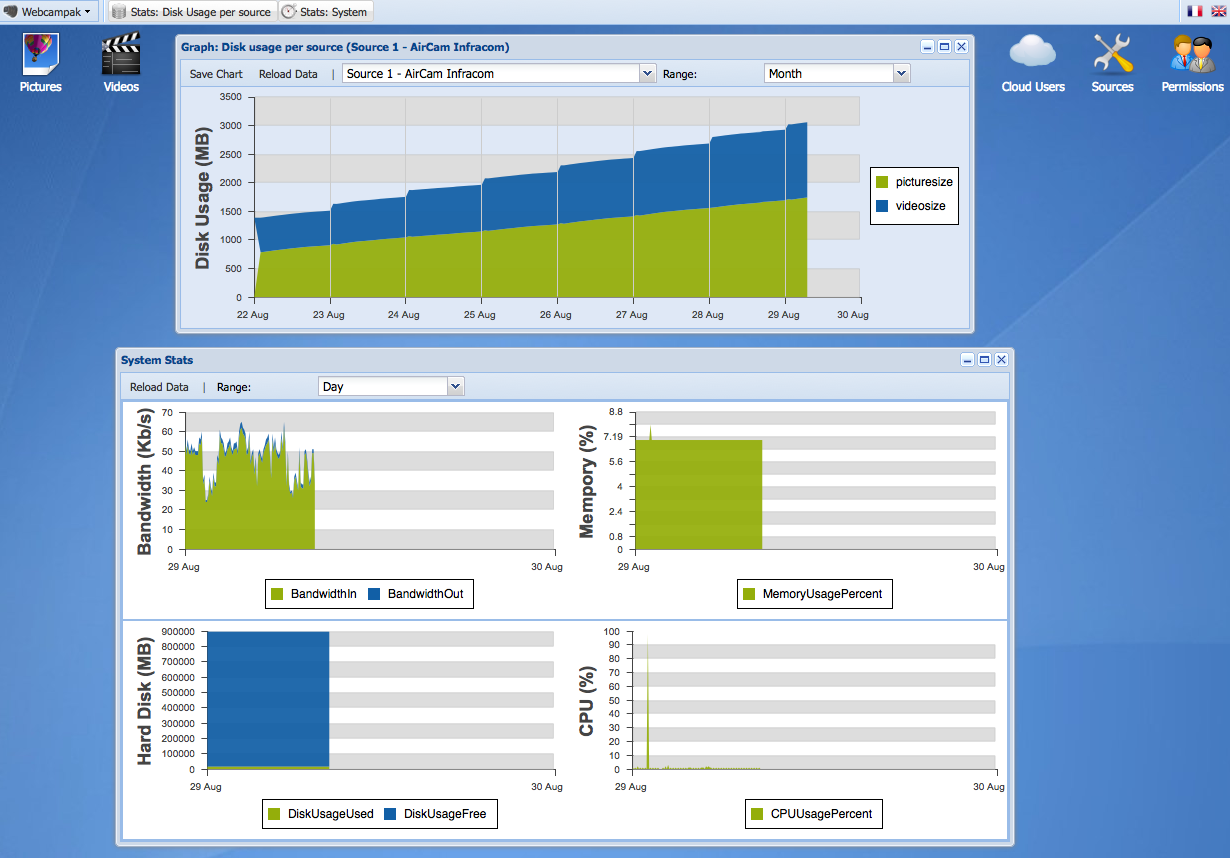 Webcampak
Stats: Disk Usage per source
Stats: System
Pictures
Videos
Cloud Users
Sources
Permissions
Graph: Disk usage per source (Source 1 - AirCam Infracom)
Save Chart Reload Data | Source 1 - AirCam Infracom Range: Month
Disk Usage (MB)
3500
3000
2500
2000
1500
1000
500
0
22 Aug 23 Aug 24 Aug 25 Aug 26 Aug 27 Aug 28 Aug 29 Aug 30 Aug
picturesize
videosize
System Stats
Reload Data | Range: Day
Bandwidth (Kb/s)
70
60
50
40
30
20
10
0
29 Aug 30 Aug
BandwidthIn BandwidthOut
Mempory (%)
8.8
7.19
5.6
4
2.4
0.8
0
29 Aug 30 Aug
MemoryUsagePercent
Hard Disk (MB)
900000
800000
700000
600000
500000
400000
300000
200000
100000
0
29 Aug 30 Aug
DiskUsageUsed DiskUsageFree
CPU (%)
100
90
80
70
60
50
40
30
20
10
0
29 Aug 30 Aug
CPUUsagePercent